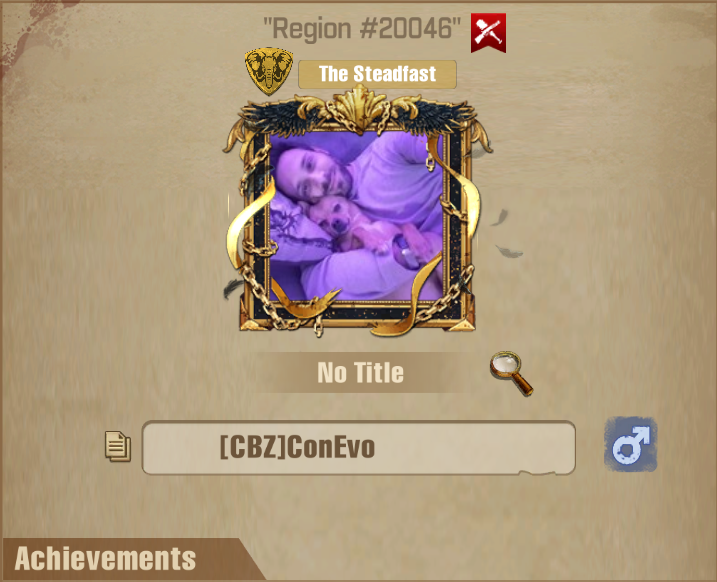 "Region #20046"
The Steadfast
No Title
[CBZ]ConEvo
Achievements